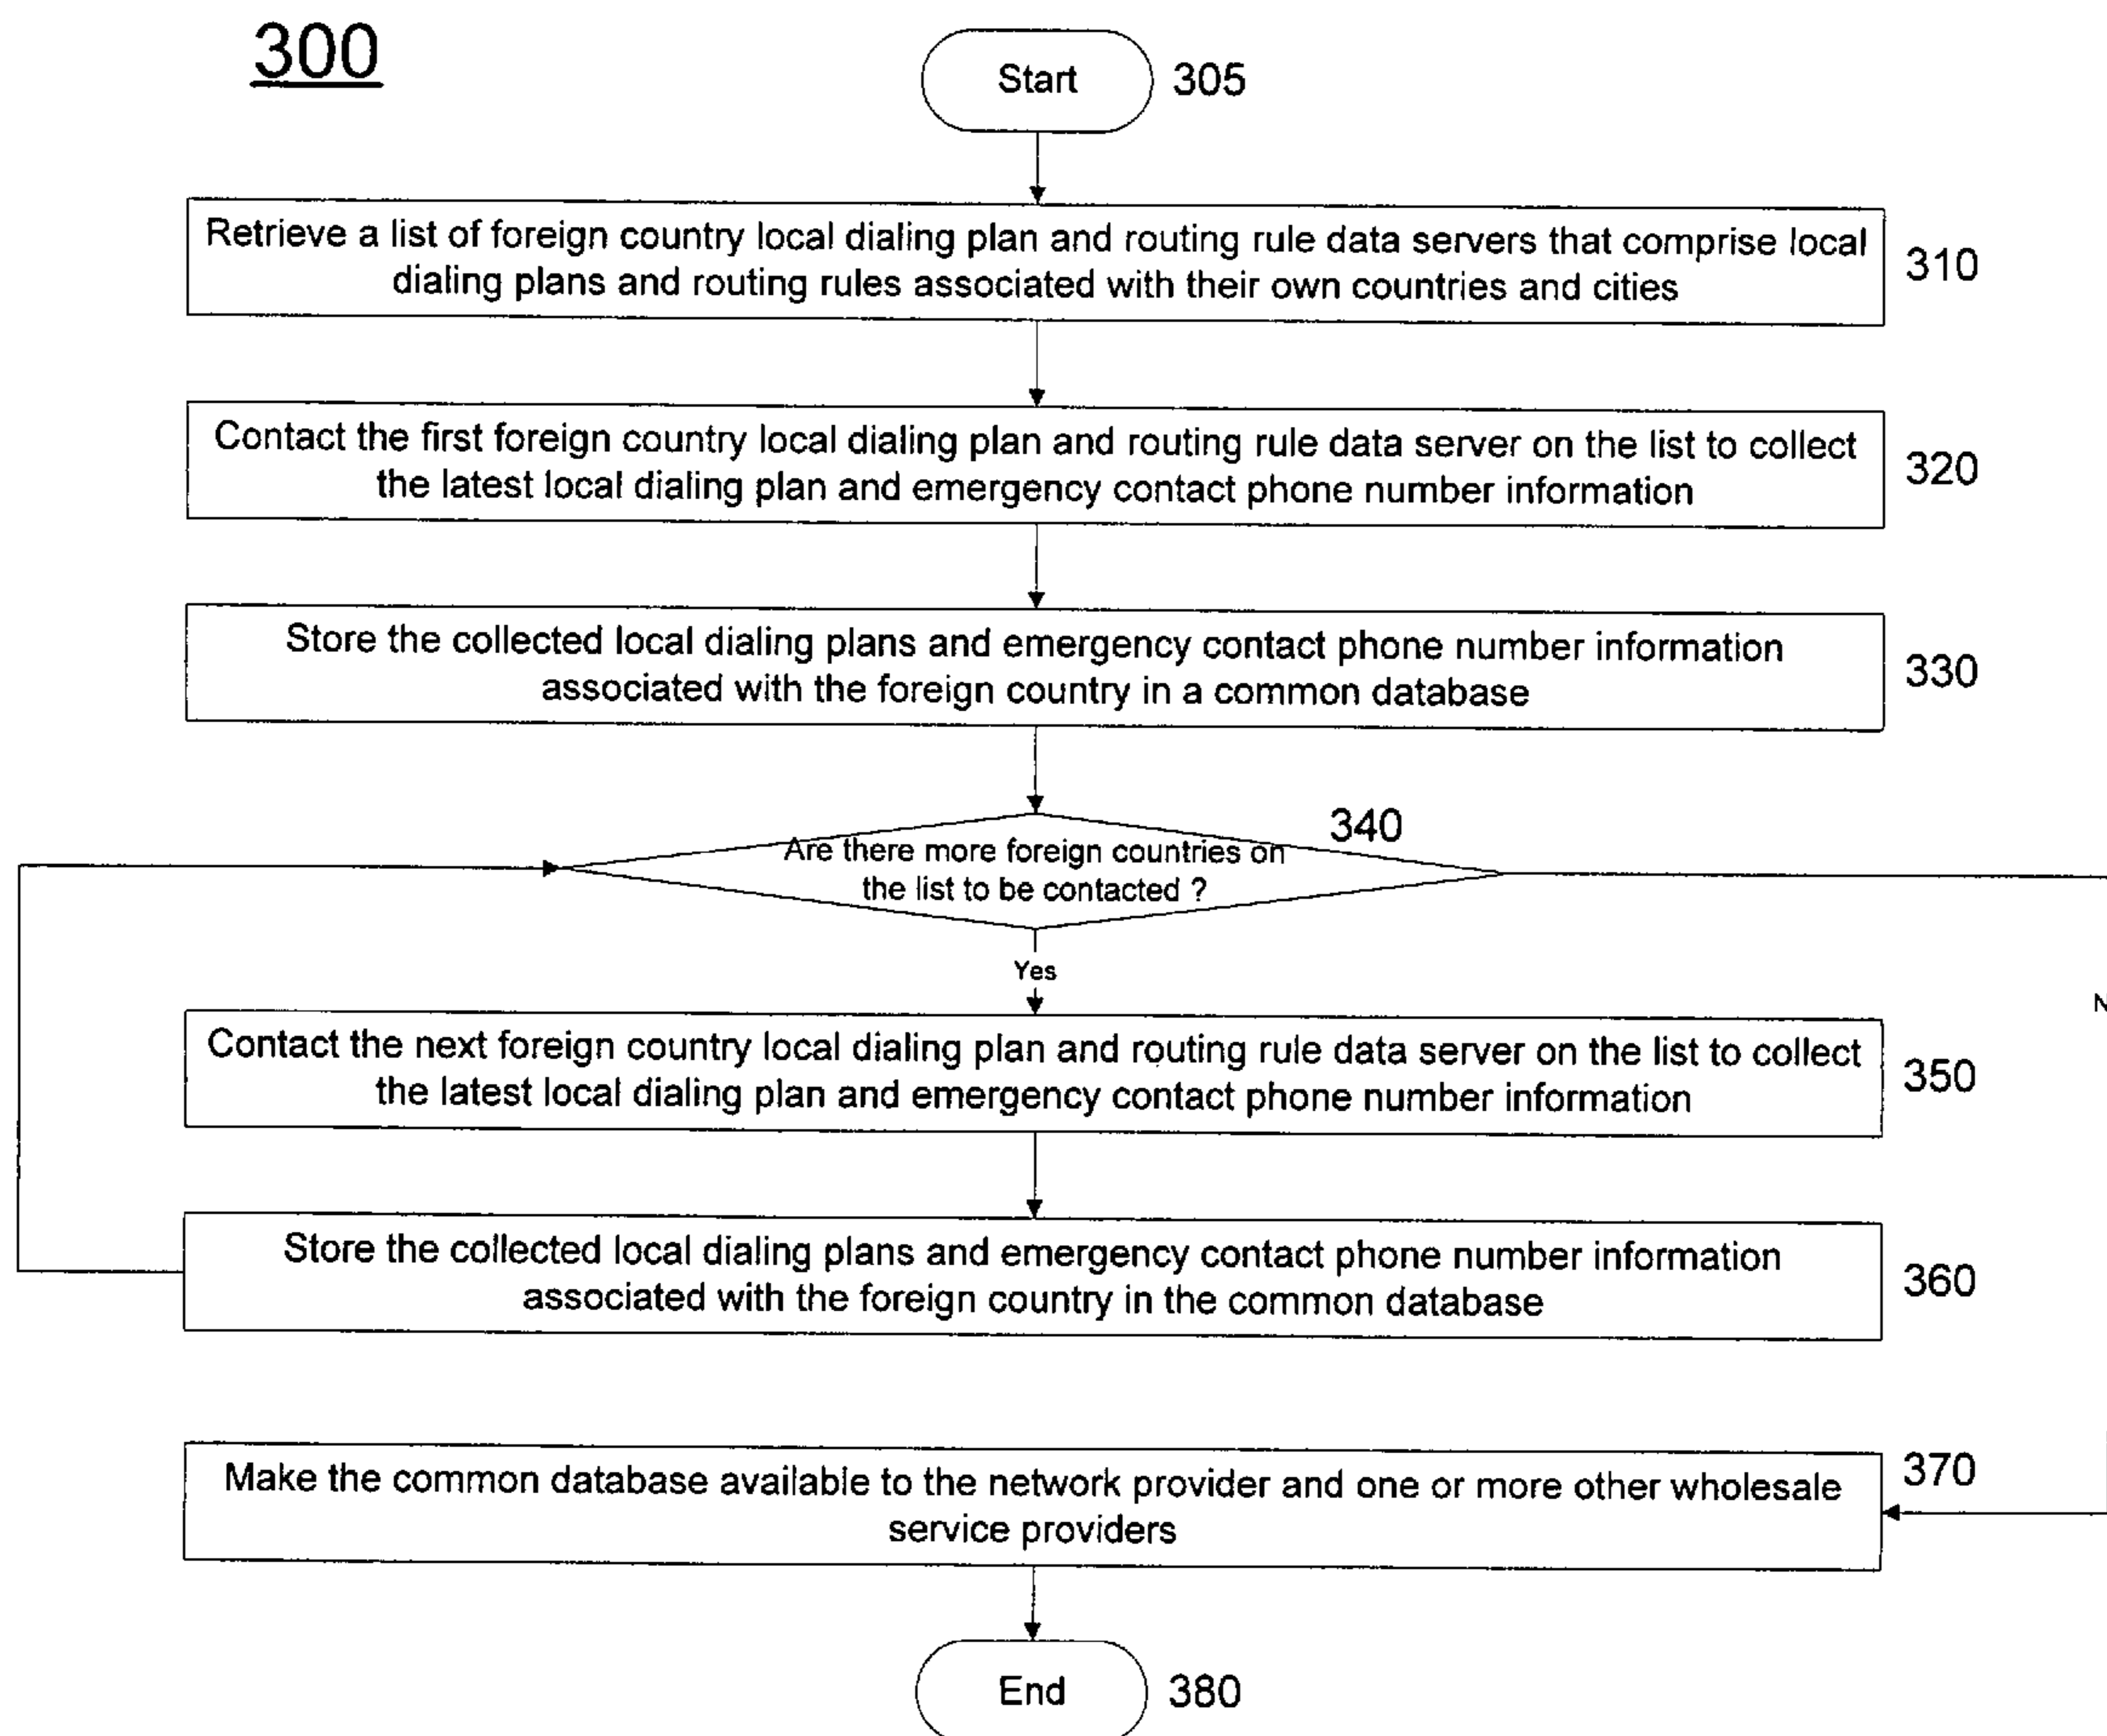 300
Start
305
Retrieve a list of foreign country local dialing plan and routing rule data servers that comprise local
dialing plans and routing rules associated with their own countries and cities
310
Contact the first foreign country local dialing plan and routing rule data server on the list to collect
the latest local dialing plan and emergency contact phone number information
320
Store the collected local dialing plans and emergency contact phone number information
associated with the foreign country in a common database
330
340
Are there more foreign countries on
the list to be contacted ?
Yes
N
Contact the next foreign country local dialing plan and routing rule data server on the list to collect
the latest local dialing plan and emergency contact phone number information
350
Store the collected local dialing plans and emergency contact phone number information
associated with the foreign country in the common database
360
Make the common database available to the network provider and one or more other wholesale
service providers
370
End
380